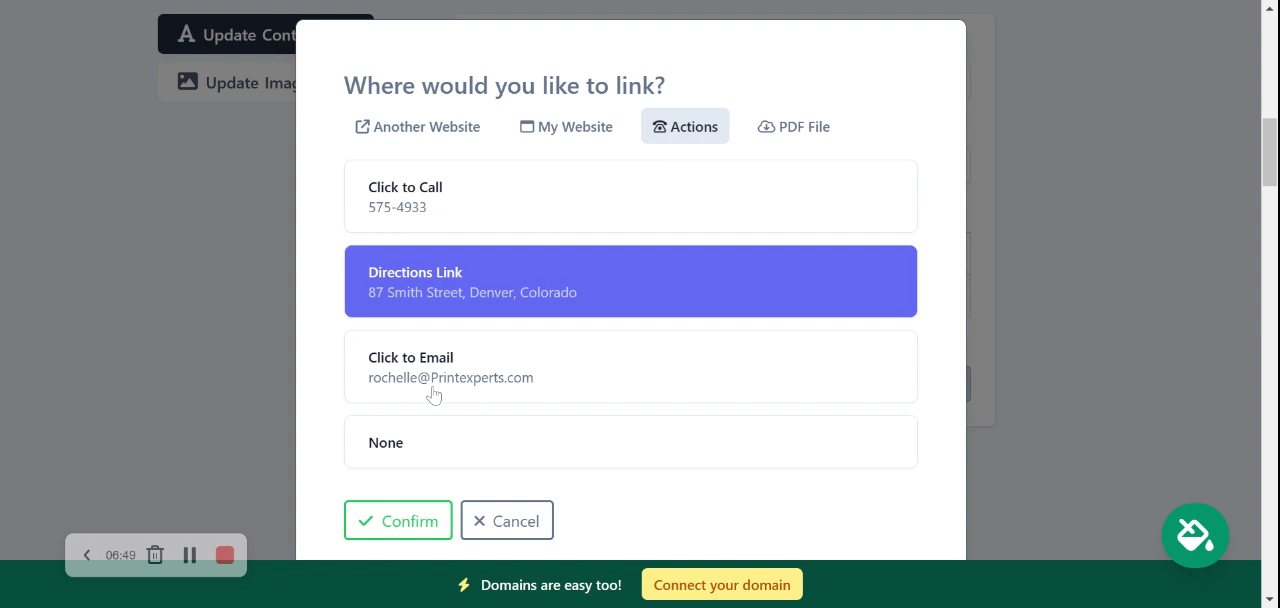 Update Cont
Update Imag
Where would you like to link?
Another Website
My Website
Actions
PDF File
Click to Call
575-4933
Directions Link
87 Smith Street, Denver, Colorado
Click to Email
rochelle@Printexperts.com
None
Confirm
Cancel
06:49
Domains are easy too!
Connect your domain